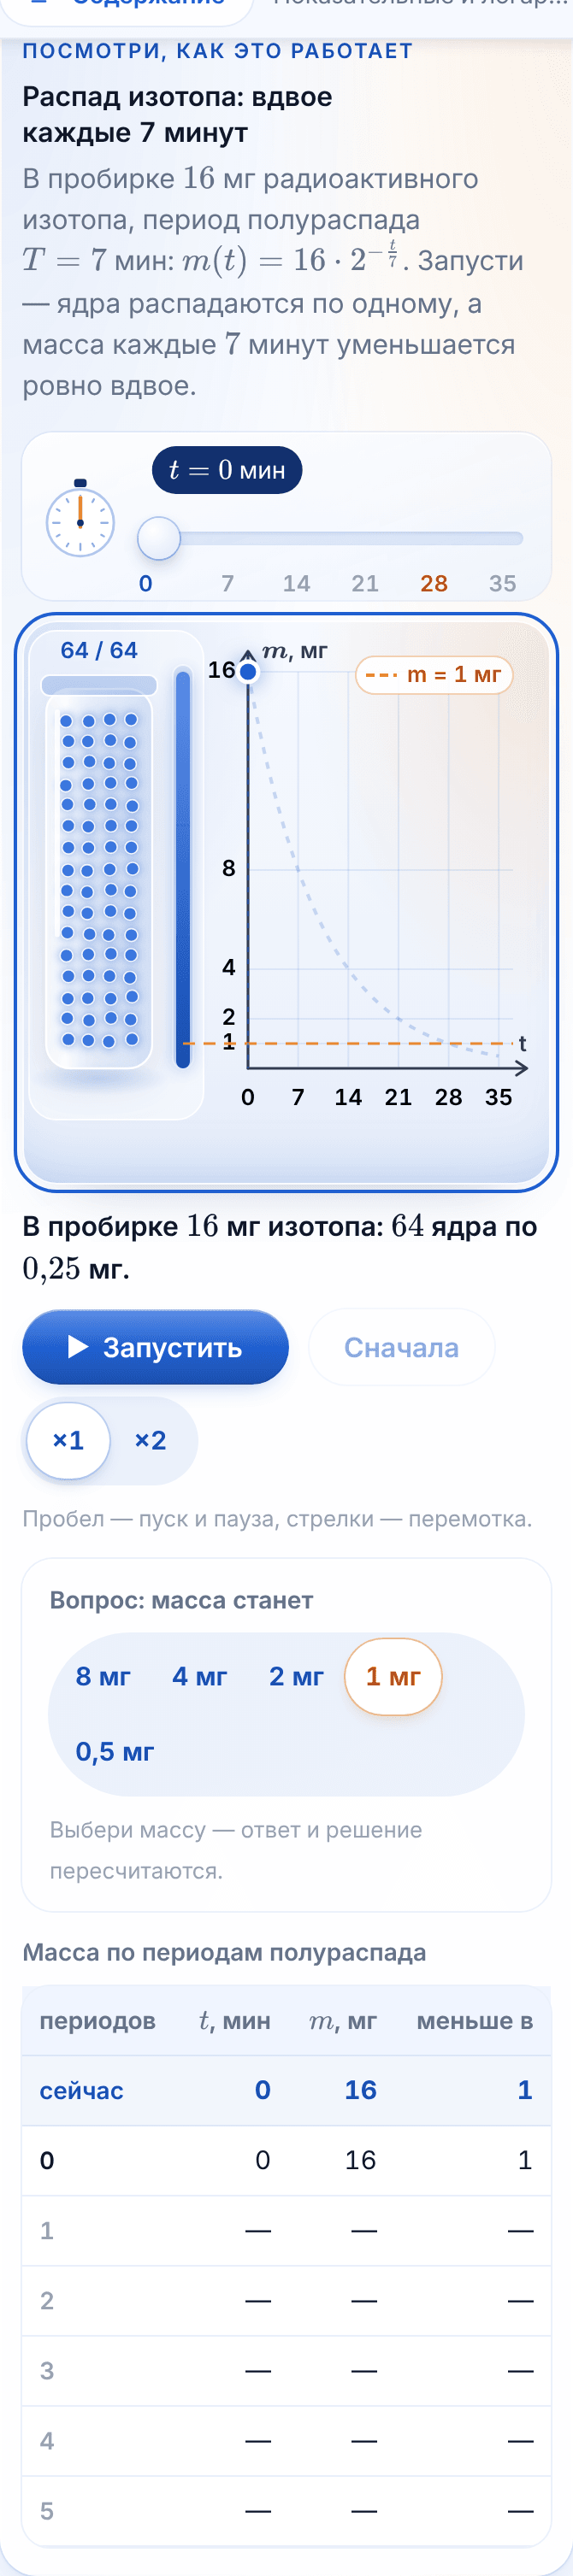 Содержание
ПОСМОТРИ, КАК ЭТО РАБОТАЕТ
Распад изотопа: вдвое
каждые 7 минут
В пробирке 16 мг радиоактивного
изотопа, период полураспада
T = 7 мин: m(t) = 16 · 2^{-\frac{t}{7}}. Запусти
— ядра распадаются по одному, а
масса каждые 7 минут уменьшается
ровно вдвое.
t = 0 мин
0 7 14 21 28 35
64 / 64
m, мг
m = 1 мг
16
8
4
2
1
t
0 7 14 21 28 35
В пробирке 16 мг изотопа: 64 ядра по
0,25 мг.
▶ Запустить Сначала
×1 ×2
Пробел — пуск и пауза, стрелки — перемотка.
Вопрос: масса станет
8 мг 4 мг 2 мг 1 мг
0,5 мг
Выбери массу — ответ и решение
пересчитаются.
Масса по периодам полураспада
периодов t, мин m, мг меньше в
сейчас 0 16 1
0 0 16 1
1 — — —
2 — — —
3 — — —
4 — — —
5 — — —